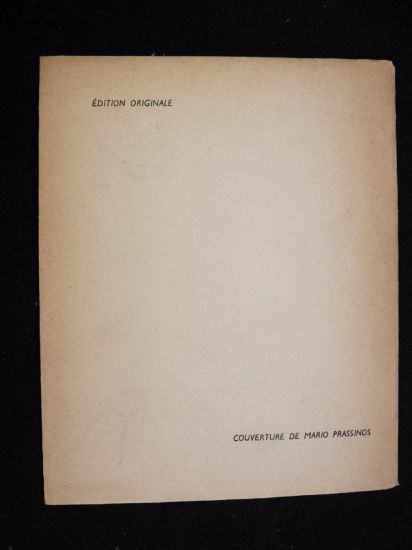 ÉDITION ORIGINALE
COUVERTURE DE MARIO PRASSINOS